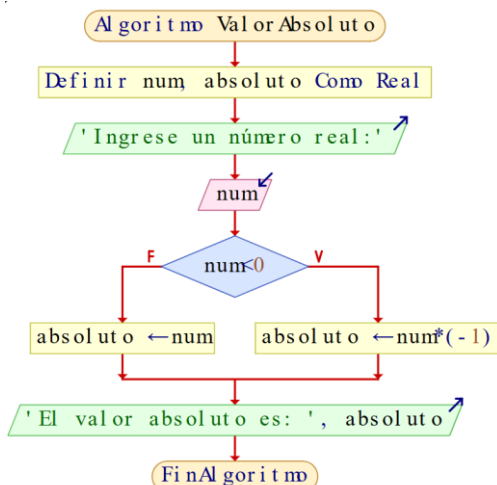 Algoritmo ValorAbsoluto
Definir num, absoluto Como Real
'Ingrese un número real:'
num
F
num<0
V
absoluto ←num
absoluto ←num*(-1)
'El valor absoluto es: ', absoluto
FinAlgoritmo